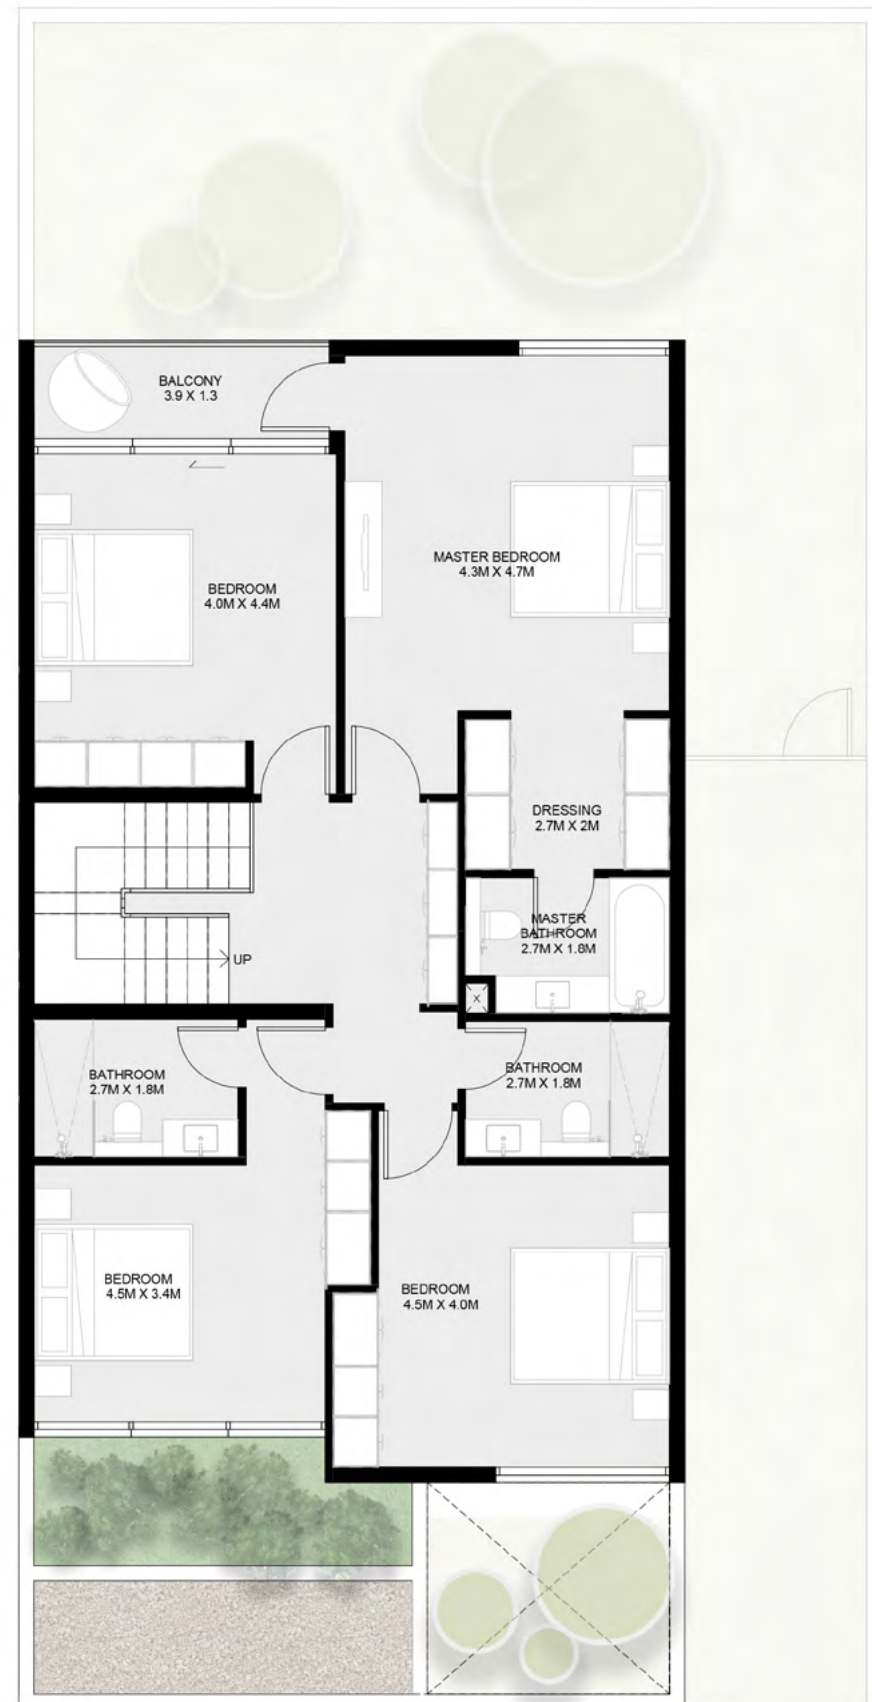 BALCONY
3.9 X 1.3
MASTER BEDROOM
4.3M X 4.7M
BEDROOM
4.0M X 4.4M
DRESSING
2.7M X 2M
MASTER
BATHROOM
2.7M X 1.8M
UP
X
BATHROOM
2.7M X 1.8M
BATHROOM
2.7M X 1.8M
BEDROOM
4.5M X 3.4M
BEDROOM
4.5M X 4.0M